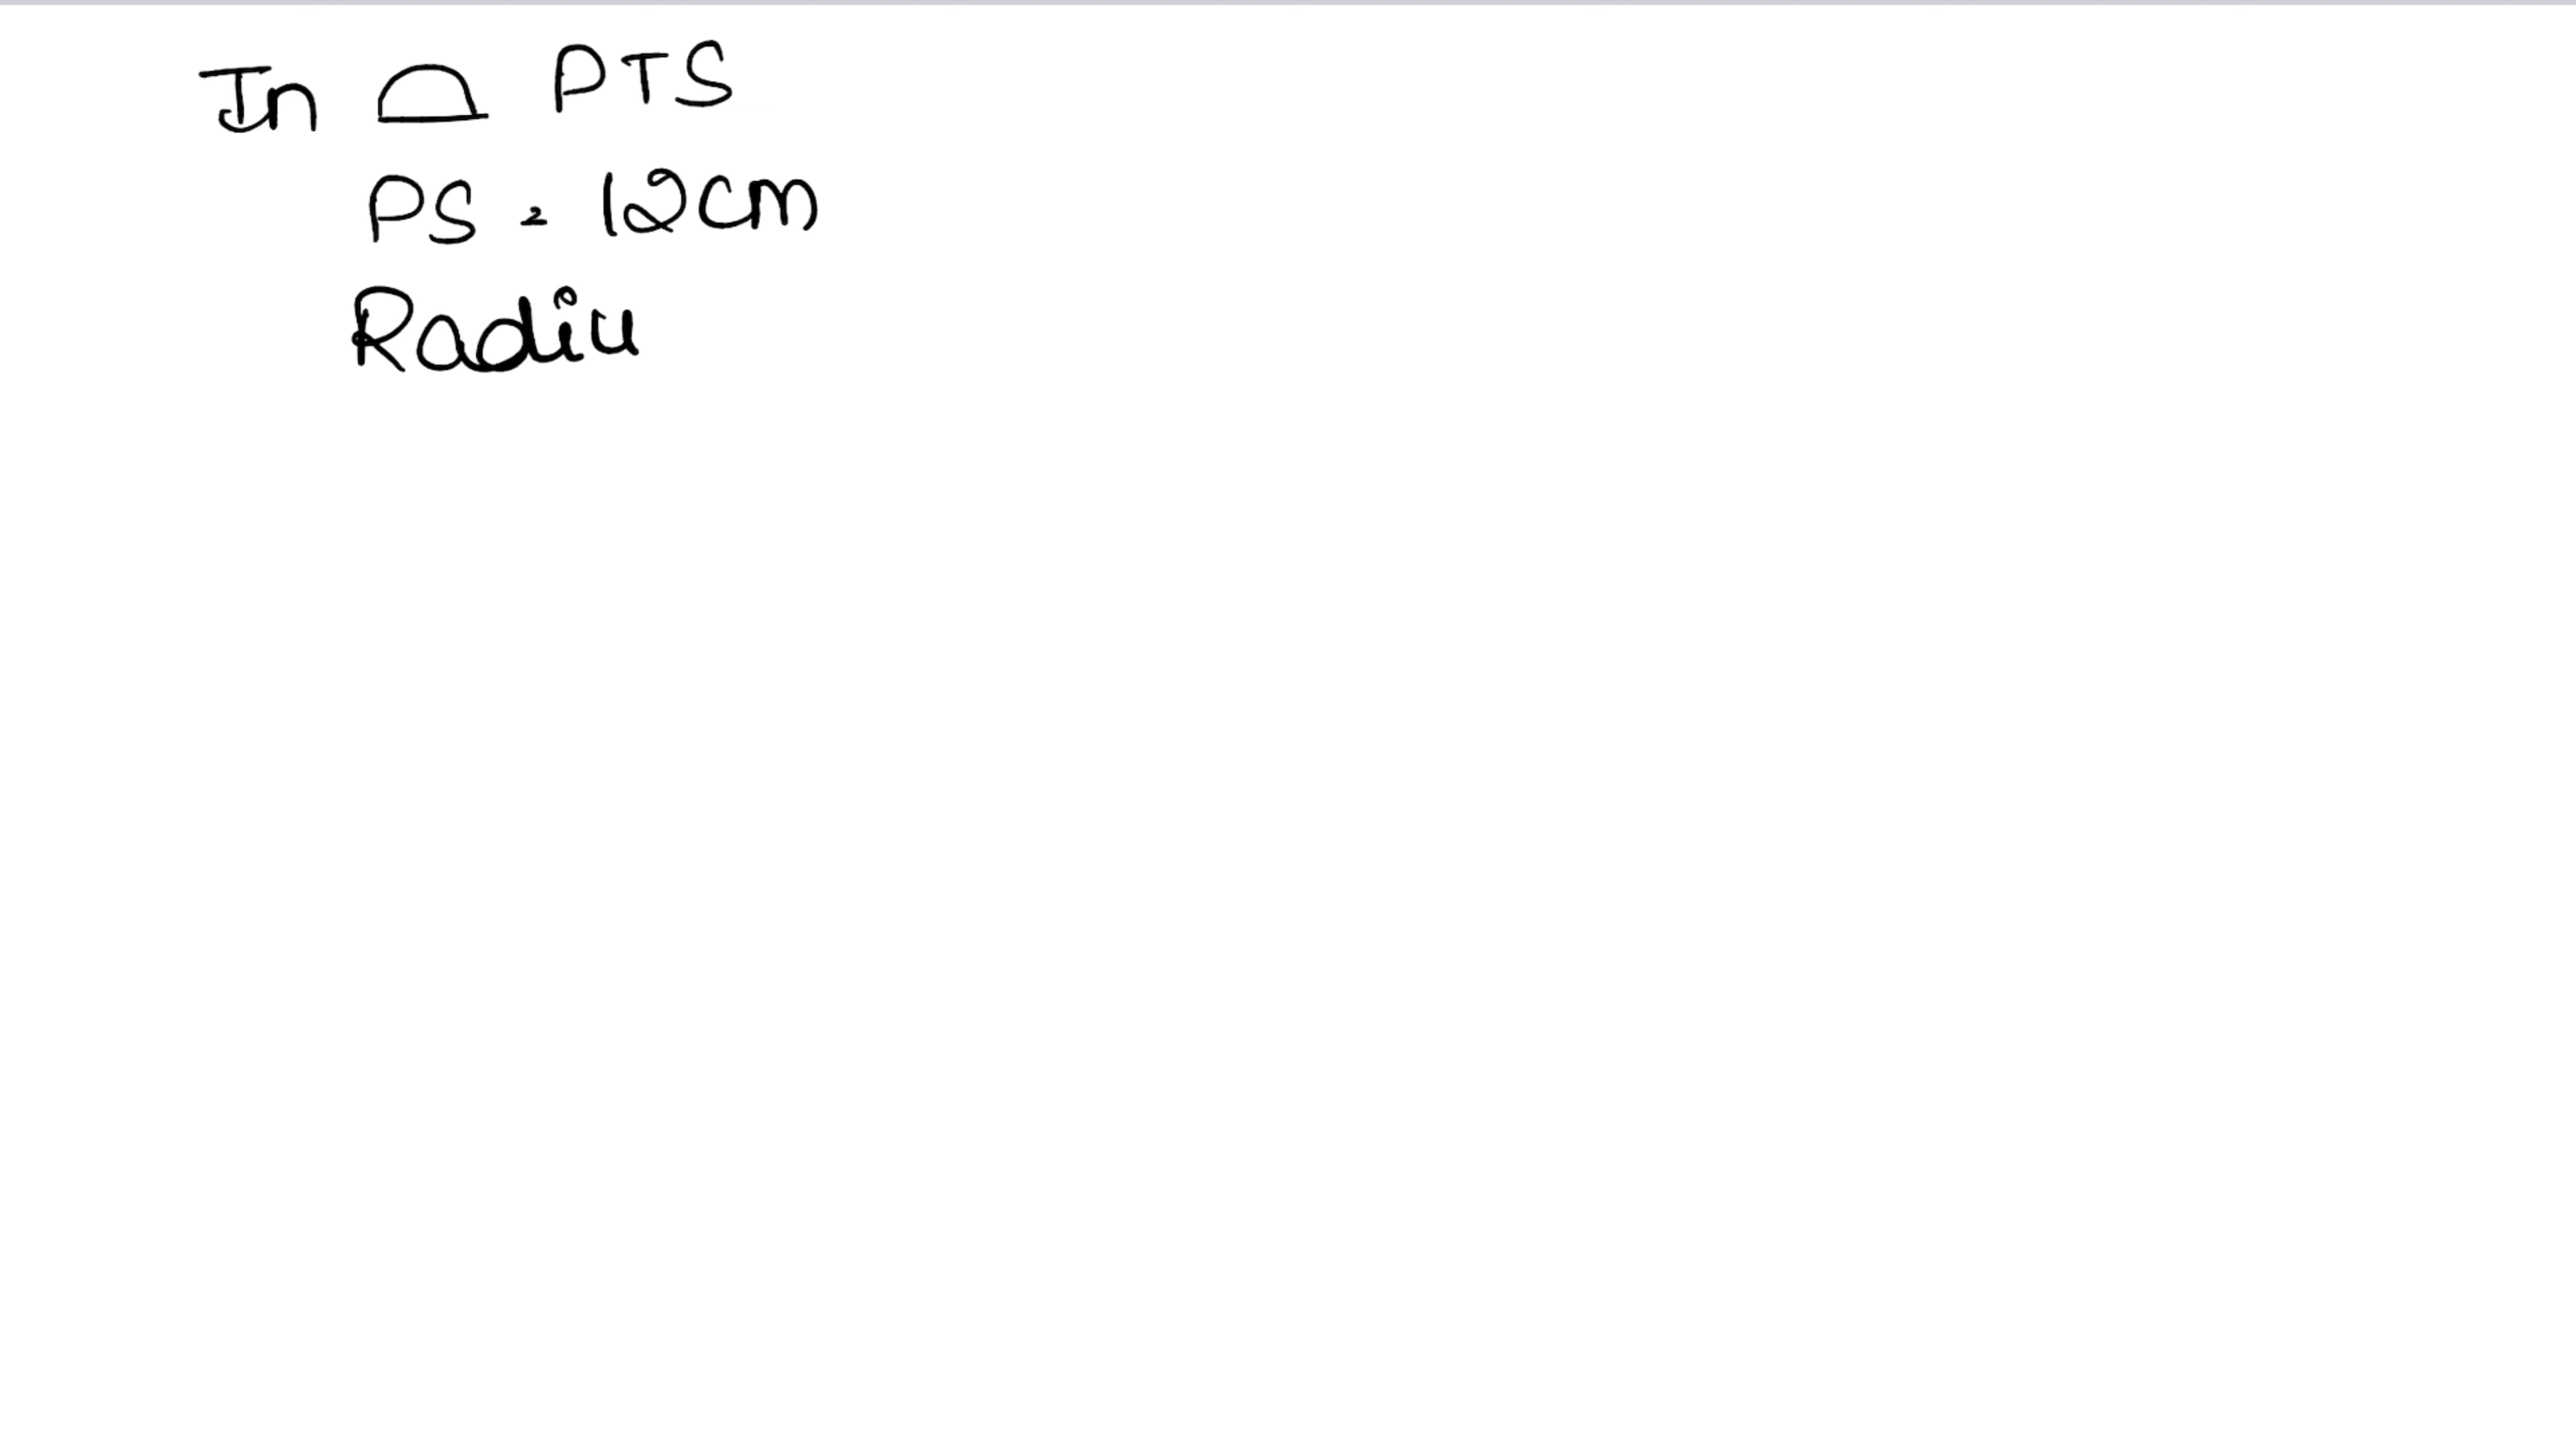 In ⌓ PTS
PS = 12cm
Radiu